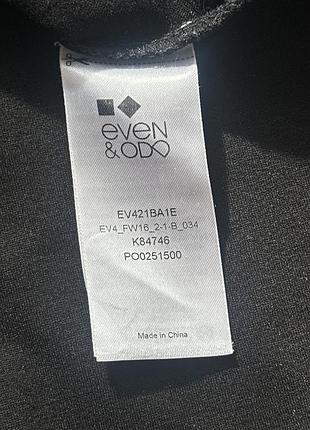 even
&ODD
EV421BA1E
EV4_FW16_2-1-B_034
K84746
PO0251500
Made in China